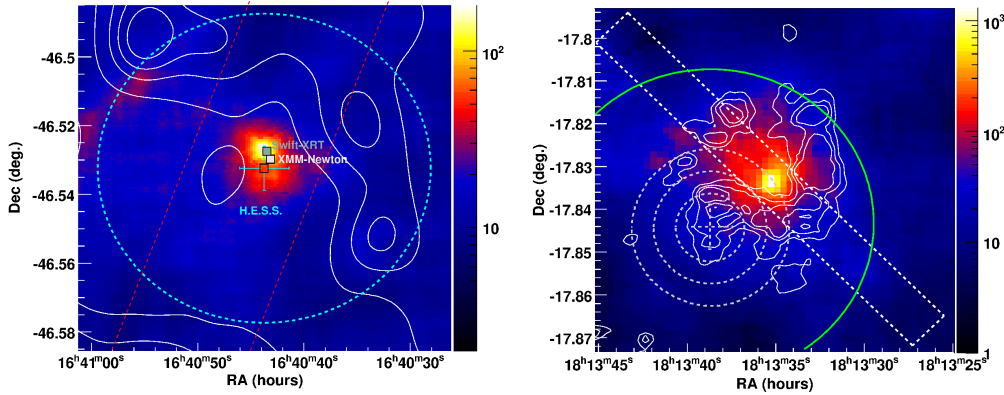 -46.5
-46.52
-46.54
-46.56
-46.58
Dec (deg.)
16ʰ41ᵐ00ˢ
16ʰ40ᵐ50ˢ
16ʰ40ᵐ40ˢ
16ʰ40ᵐ30ˢ
RA (hours)
Swift-XRT
XMM-Newton
H.E.S.S.
10²
10
-17.8
-17.81
-17.82
-17.83
-17.84
-17.85
-17.86
-17.87
Dec (deg.)
18ʰ13ᵐ45ˢ
18ʰ13ᵐ40ˢ
18ʰ13ᵐ35ˢ
18ʰ13ᵐ30ˢ
18ʰ13ᵐ25ˢ
RA (hours)
10³
10²
10
1